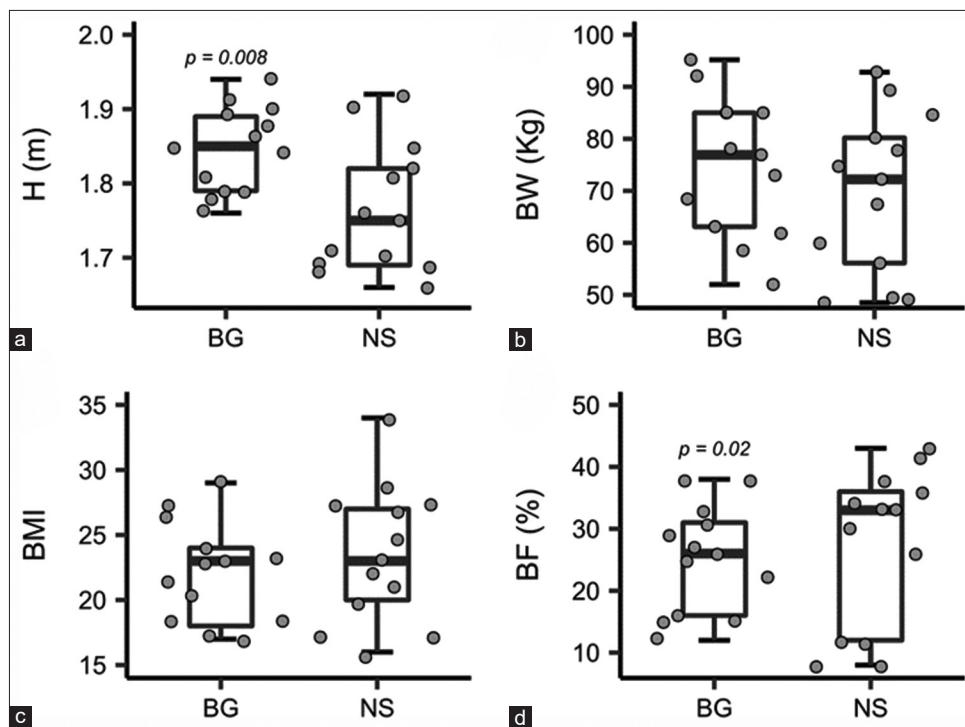 H (m)
2.0
1.9
1.8
1.7
p = 0.008
BG NS
a
BW (Kg)
100
90
80
70
60
50
BG NS
b
BMI
35
30
25
20
15
BG NS
c
BF (%)
50
40
30
20
10
p = 0.02
BG NS
d